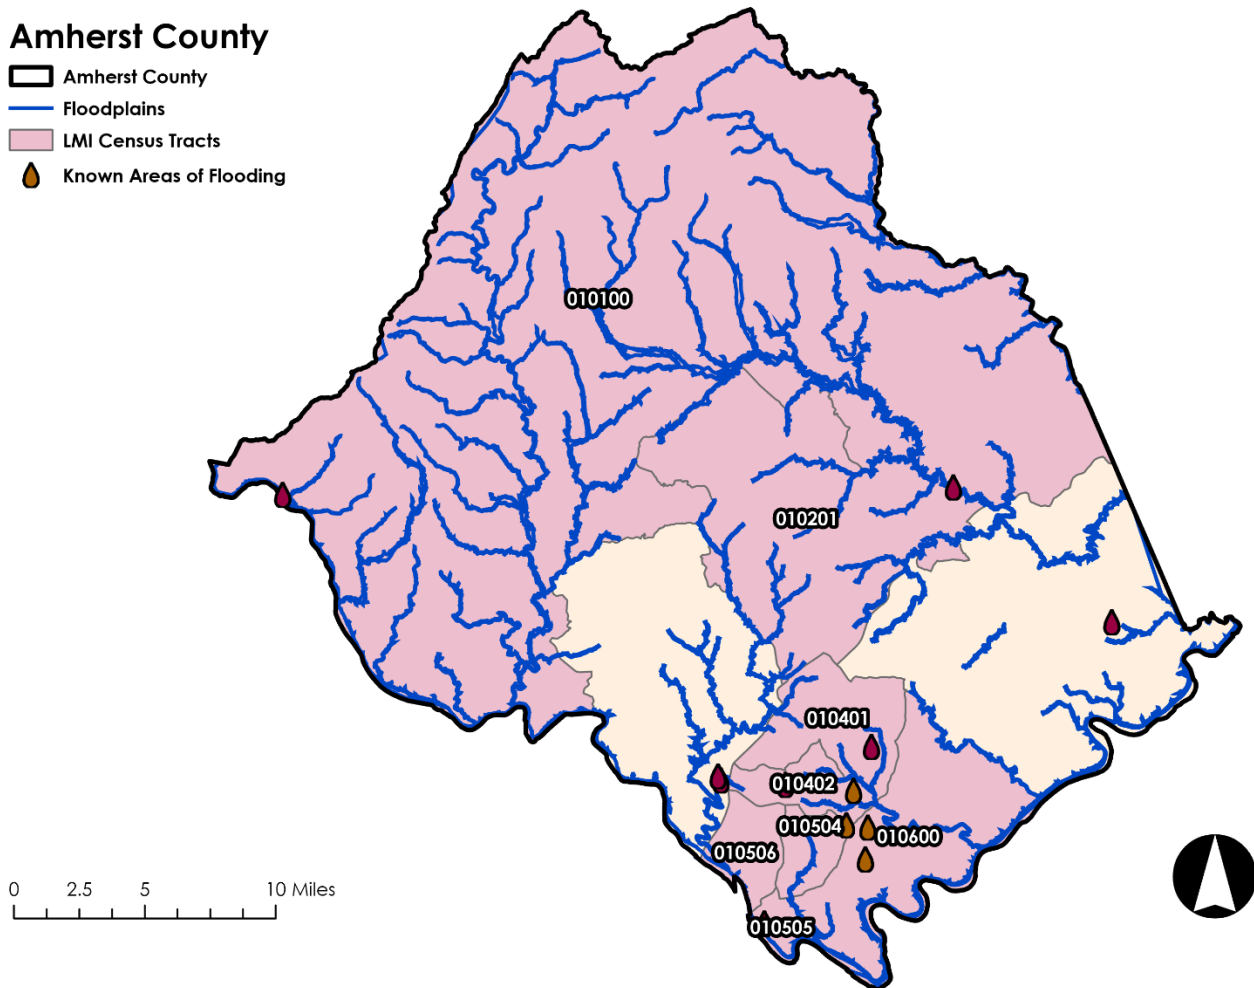 Amherst County
Amherst County
Floodplains
LMI Census Tracts
Known Areas of Flooding
010100
010201
010401
010402
010504
010600
010506
010505
0 2.5 5 10 Miles